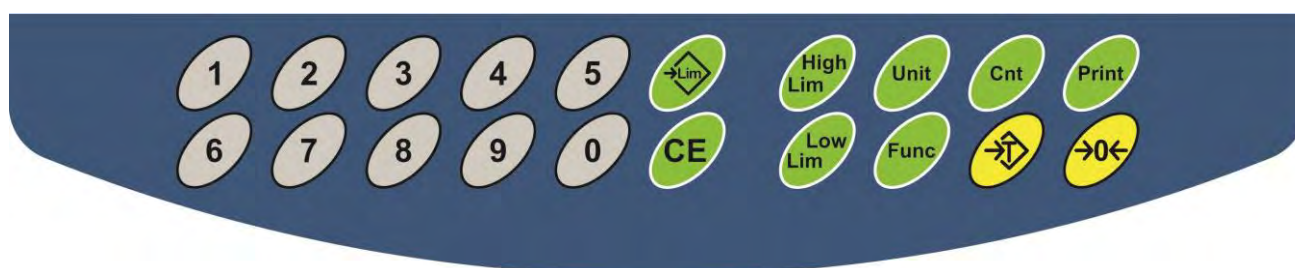 1 2 3 4 5 →Lim High Lim Unit Cnt Print
6 7 8 9 0 CE Low Lim Func →T →0←